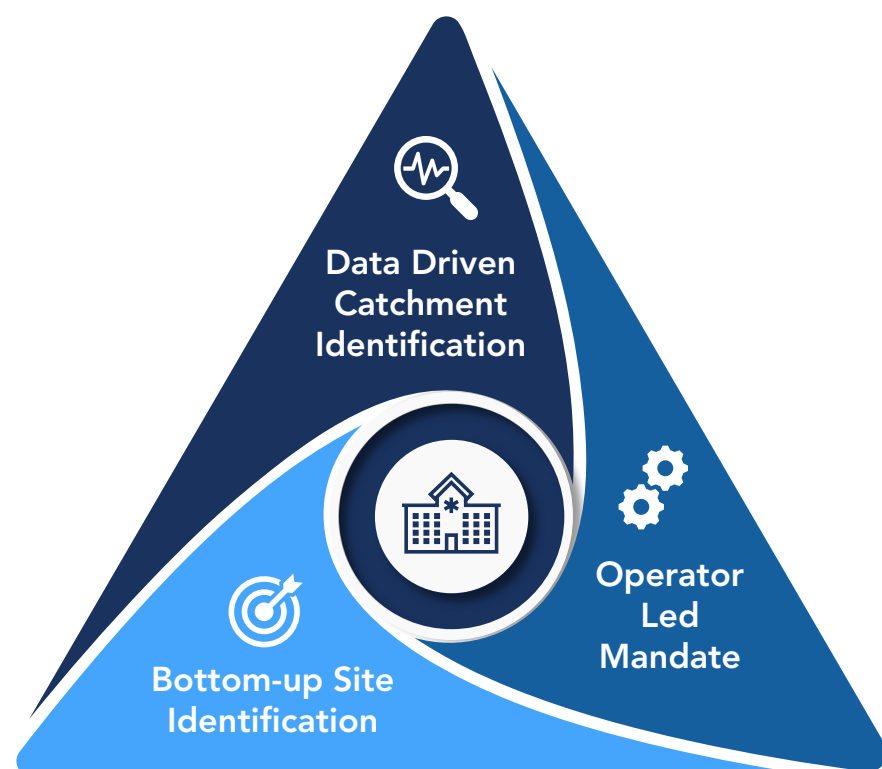 Data Driven
Catchment
Identification
Operator
Led
Mandate
Bottom-up Site
Identification